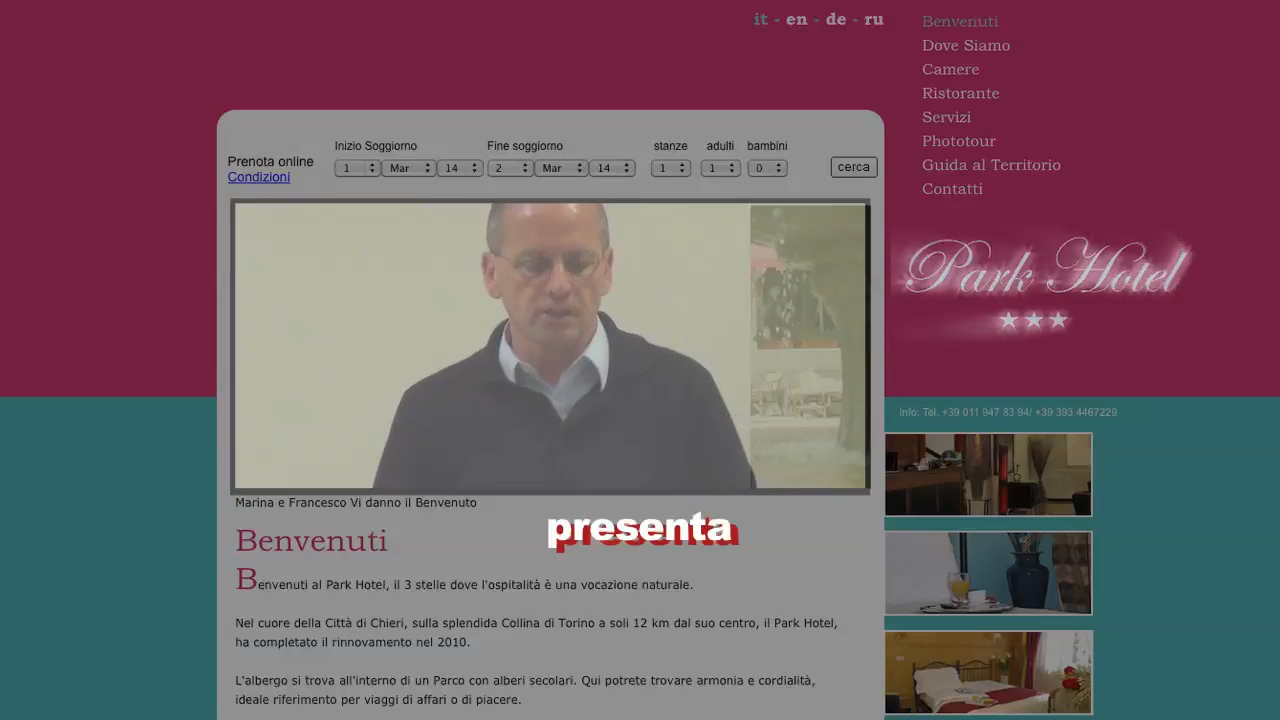 it - en - de - ru
Benvenuti
Dove Siamo
Camere
Ristorante
Servizi
Phototour
Guida al Territorio
Contatti
Prenota online
Condizioni
Inizio Soggiorno
Fine soggiorno
stanze
adulti
bambini
1 Mar 14 2 Mar 14 1 1 0
cerca
Park Hotel
Info: Tel. +39 011 947 83 94/ +39 393 4467229
Marina e Francesco Vi danno il Benvenuto
presenta
Benvenuti
Benvenuti al Park Hotel, il 3 stelle dove l'ospitalità è una vocazione naturale.
Nel cuore della Città di Chieri, sulla splendida Collina di Torino a soli 12 km dal suo centro, il Park Hotel,
ha completato il rinnovamento nel 2010.
L'albergo si trova all'interno di un Parco con alberi secolari. Qui potrete trovare armonia e cordialità,
ideale riferimento per viaggi di affari o di piacere.